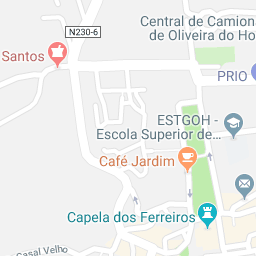 Central de Camiona
de Oliveira do Ho
N230-6
Santos
PRIO
ESTGOH -
Escola Superior de...
Café Jardim
Capela dos Ferreiros
Casal Velho